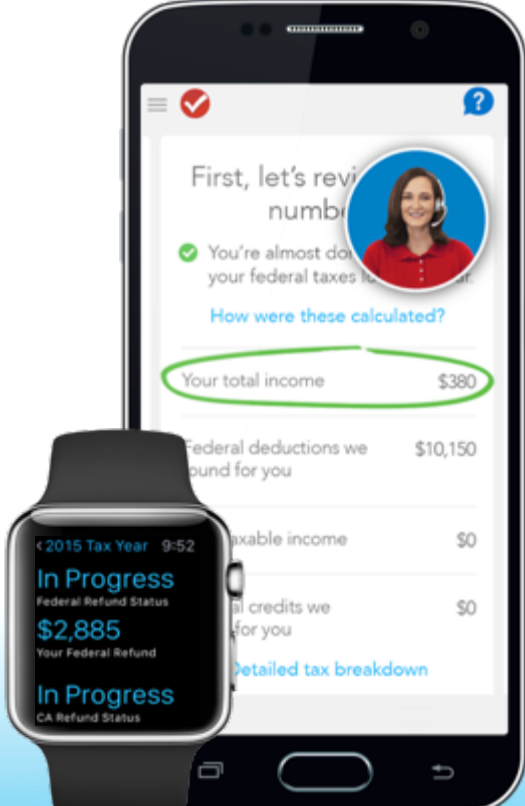 ?
First, let's revi
numb
You're almost do
your federal taxes lo
r.
How were these calculated?
Your total income $380
Federal deductions we $10,150
ound for you
axable income $0
al credits we $0
for you
Detailed tax breakdown
<2015 Tax Year 9:52
In Progress
Federal Refund Status
$2,885
Your Federal Refund
In Progress
CA Refund Status